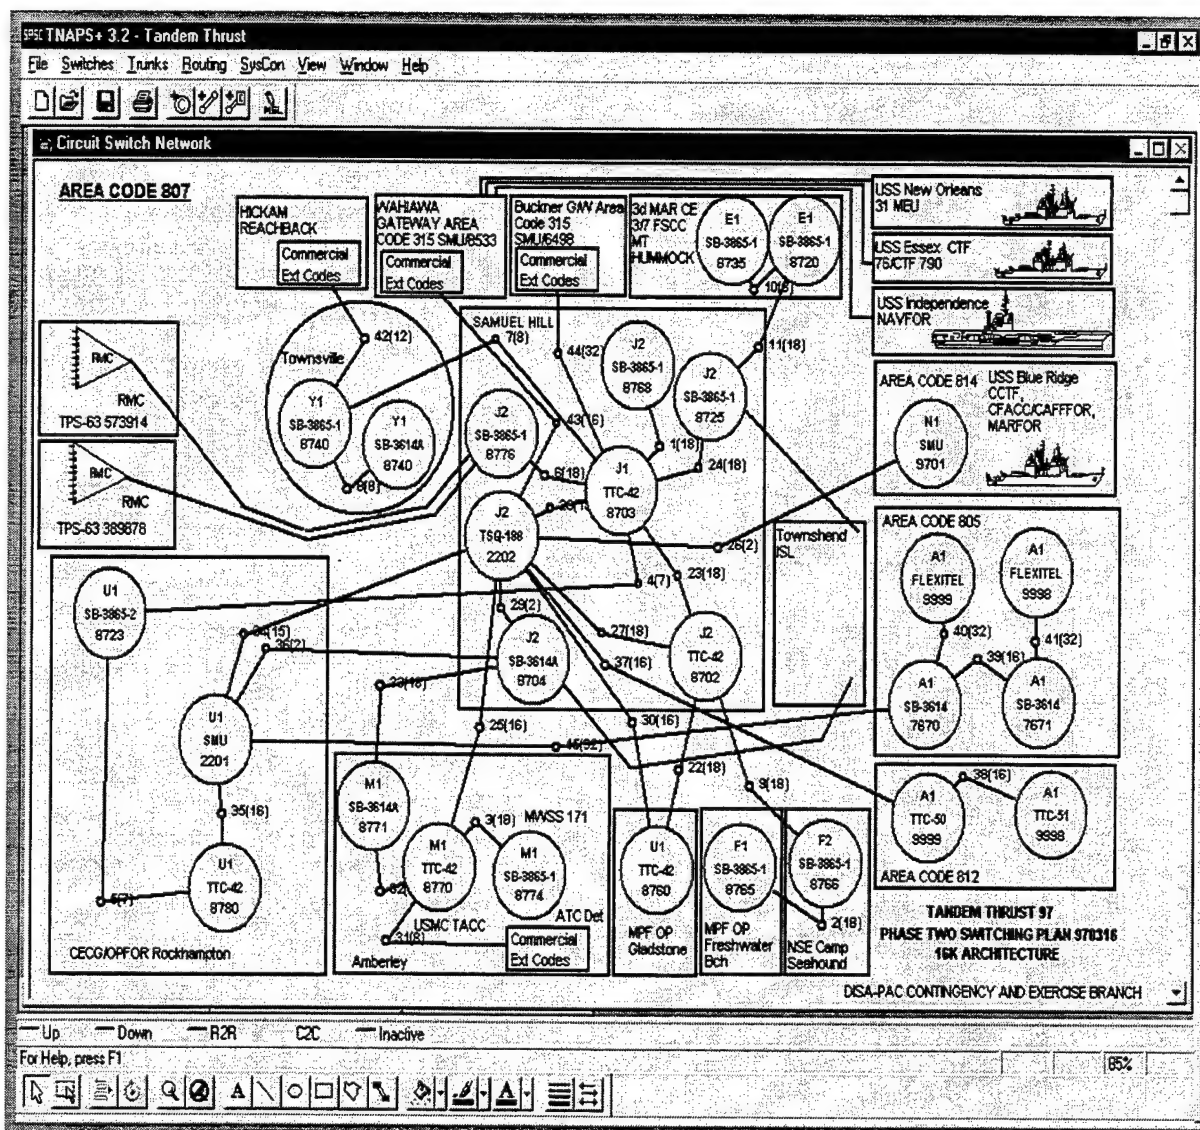 TNAPS+ 3.2 - Tandem Thrust
File Switches Trunks Routing SysCon View Window Help
Circuit Switch Network
AREA CODE 807
HICKAM
REACHBACK
Commercial
Ext Codes
WAHIAWA
GATEWAY AREA
CODE 315 SMU/8533
Commercial
Ext Codes
Buckner G/W Area
Code 315
SMU/6498
Commercial
Ext Codes
3d MAR CE
3/7 FSCC
MT
HUMMOCK
E1
SB-3865-1
8735
E1
SB-3865-1
8720
10(8)
USS New Orleans
31 MEU
USS Essex CTF
76/CTF 790
USS Independence
NAVFOR
AREA CODE 814
USS Blue Ridge
CCTF,
CFACC/CAFFFOR,
MARFOR
N1
SMU
9701
RMC
RMC
TPS-63 573914
RMC
RMC
TPS-63 389878
Townsville
42(12)
Y1
SB-3865-1
8740
Y1
SB-3614A
8740
8(8)
SAMUEL HILL
7(8)
44(32)
11(18)
J2
SB-3865-1
8768
J2
SB-3865-1
8725
J2
SB-3865-1
8776
43(16)
1(18)
24(18)
6(18)
J1
TTC-42
8703
J2
TSQ-188
2202
26(2)
4(7)
23(18)
29(2)
27(18)
37(16)
J2
SB-3614A
8704
J2
TTC-42
8702
Townshend
ISL
AREA CODE 805
A1
FLEXITEL
9999
A1
FLEXITEL
9998
40(32)
41(32)
39(16)
A1
SB-3614
7670
A1
SB-3614
7671
U1
SB-3865-2
8723
34(15)
36(2)
33(18)
U1
SMU
2201
35(16)
U1
TTC-42
8780
5(7)
CECG/OPFOR Rockhampton
25(16)
30(16)
22(18)
9(18)
M1
SB-3614A
8771
M1
TTC-42
8770
3(18)
MWSS 171
M1
SB-3865-1
8774
ATC Det
USMC TACC
31(8)
Commercial
Ext Codes
Amberley
U1
TTC-42
8760
MPF OP
Gladstone
F1
SB-3865-1
8765
MPF OP
Freshwater
Bch
F2
SB-3865-1
8766
2(18)
NSE Camp
Seahound
A1
TTC-50
9999
38(16)
A1
TTC-51
9998
AREA CODE 812
TANDEM THRUST 97
PHASE TWO SWITCHING PLAN 970316
16K ARCHITECTURE
DISA-PAC CONTINGENCY AND EXERCISE BRANCH
Up Down R2R C2C Inactive
For Help, press F1
85%